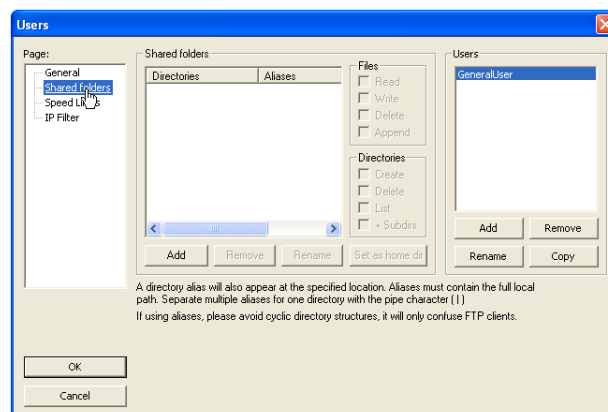 Users
Page:
General
Shared folders
Speed Limits
IP Filter
Shared folders
Directories
Aliases
Files
Read
Write
Delete
Append
Directories
Create
Delete
List
+ Subdirs
Add
Remove
Rename
Set as home dir
Users
GeneralUser
Add
Remove
Rename
Copy
A directory alias will also appear at the specified location. Aliases must contain the full local
path. Separate multiple aliases for one directory with the pipe character ( | )
If using aliases, please avoid cyclic directory structures, it will only confuse FTP clients.
OK
Cancel